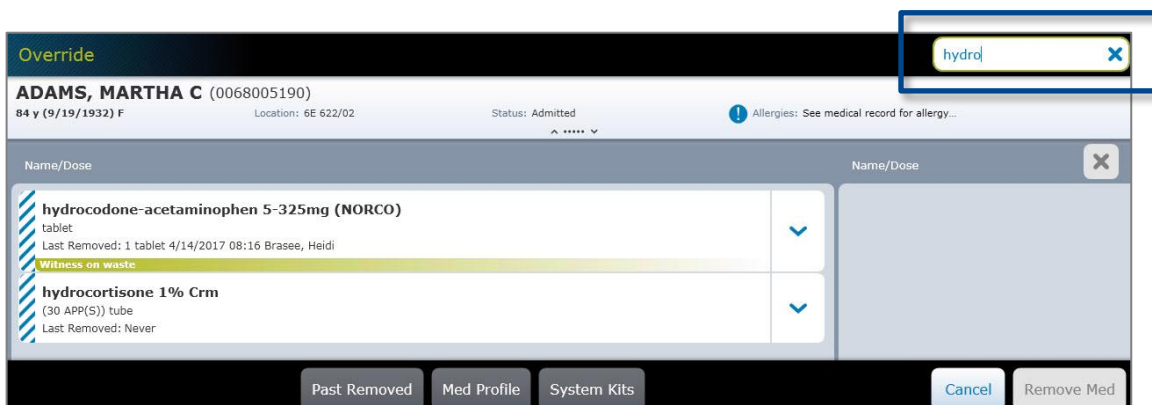 Override
hydro
ADAMS, MARTHA C (0068005190)
84 y (9/19/1932) F Location: 6E 622/02 Status: Admitted Allergies: See medical record for allergy...
Name/Dose Name/Dose
hydrocodone-acetaminophen 5-325mg (NORCO)
tablet
Last Removed: 1 tablet 4/14/2017 08:16 Brasee, Heidi
Witness on waste
hydrocortisone 1% Crm
(30 APP(S)) tube
Last Removed: Never
Past Removed Med Profile System Kits Cancel Remove Med